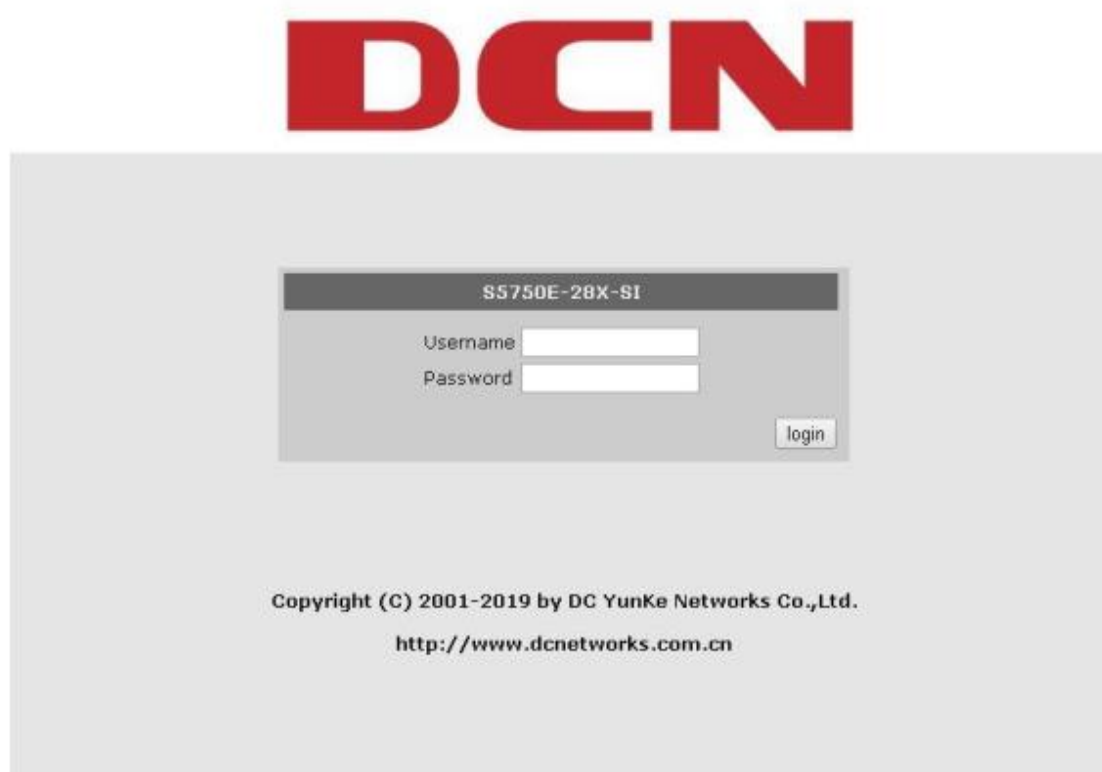 DCN
S5750E-28X-SI
Username
Password
login
Copyright (C) 2001-2019 by DC YunKe Networks Co.,Ltd.
http://www.dcnetworks.com.cn